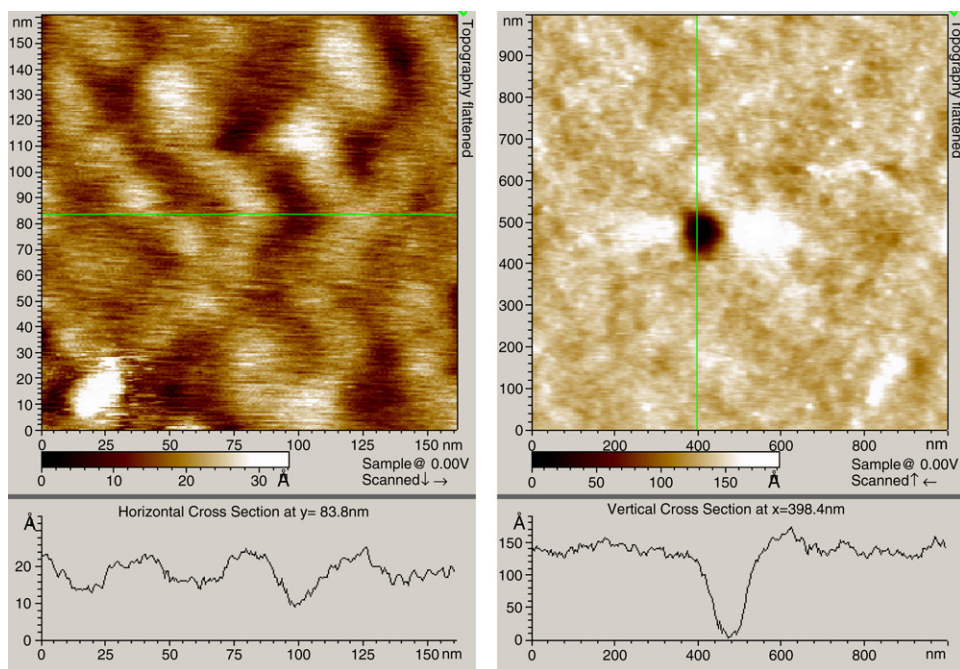 nm
150
140
130
120
110
100
90
80
70
60
50
40
30
20
10
0
0 25 50 75 100 125 150 nm
Topography flattened
0 10 20 30 Å
Sample@ 0.00V
Scanned↓ →
Horizontal Cross Section at y= 83.8nm
Å
20
10
0
0 25 50 75 100 125 150 nm
nm
900
800
700
600
500
400
300
200
100
0
0 200 400 600 800 nm
Topography flattened
0 50 100 150 Å
Sample@ 0.00V
Scanned↑ ←
Vertical Cross Section at x=398.4nm
Å
150
100
50
0
0 200 400 600 800 nm